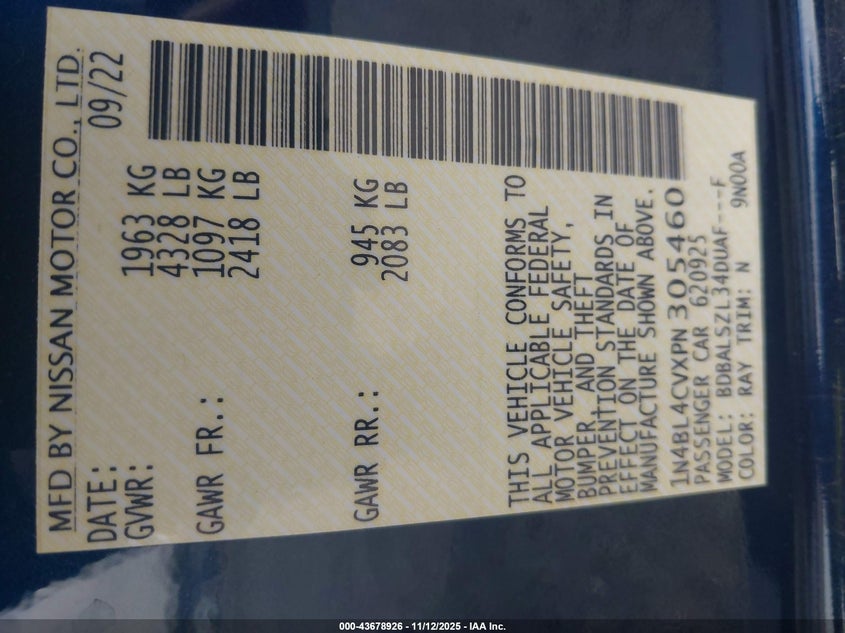 MFD BY NISSAN MOTOR CO., LTD.
DATE: 09/22
GVWR: 1963 KG
4328 LB
GAWR FR.: 1097 KG
2418 LB
GAWR RR.: 945 KG
2083 LB
THIS VEHICLE CONFORMS TO
ALL APPLICABLE FEDERAL
MOTOR VEHICLE SAFETY,
BUMPER AND THEFT
PREVENTION STANDARDS IN
EFFECT ON THE DATE OF
MANUFACTURE SHOWN ABOVE.
1N4BL4CVXPN305460
PASSENGER CAR 620925
MODEL: BDBALSZL34DUAF---F
COLOR: RAY TRIM: N 9N00A
000-43678926 - 11/12/2025 - IAA Inc.